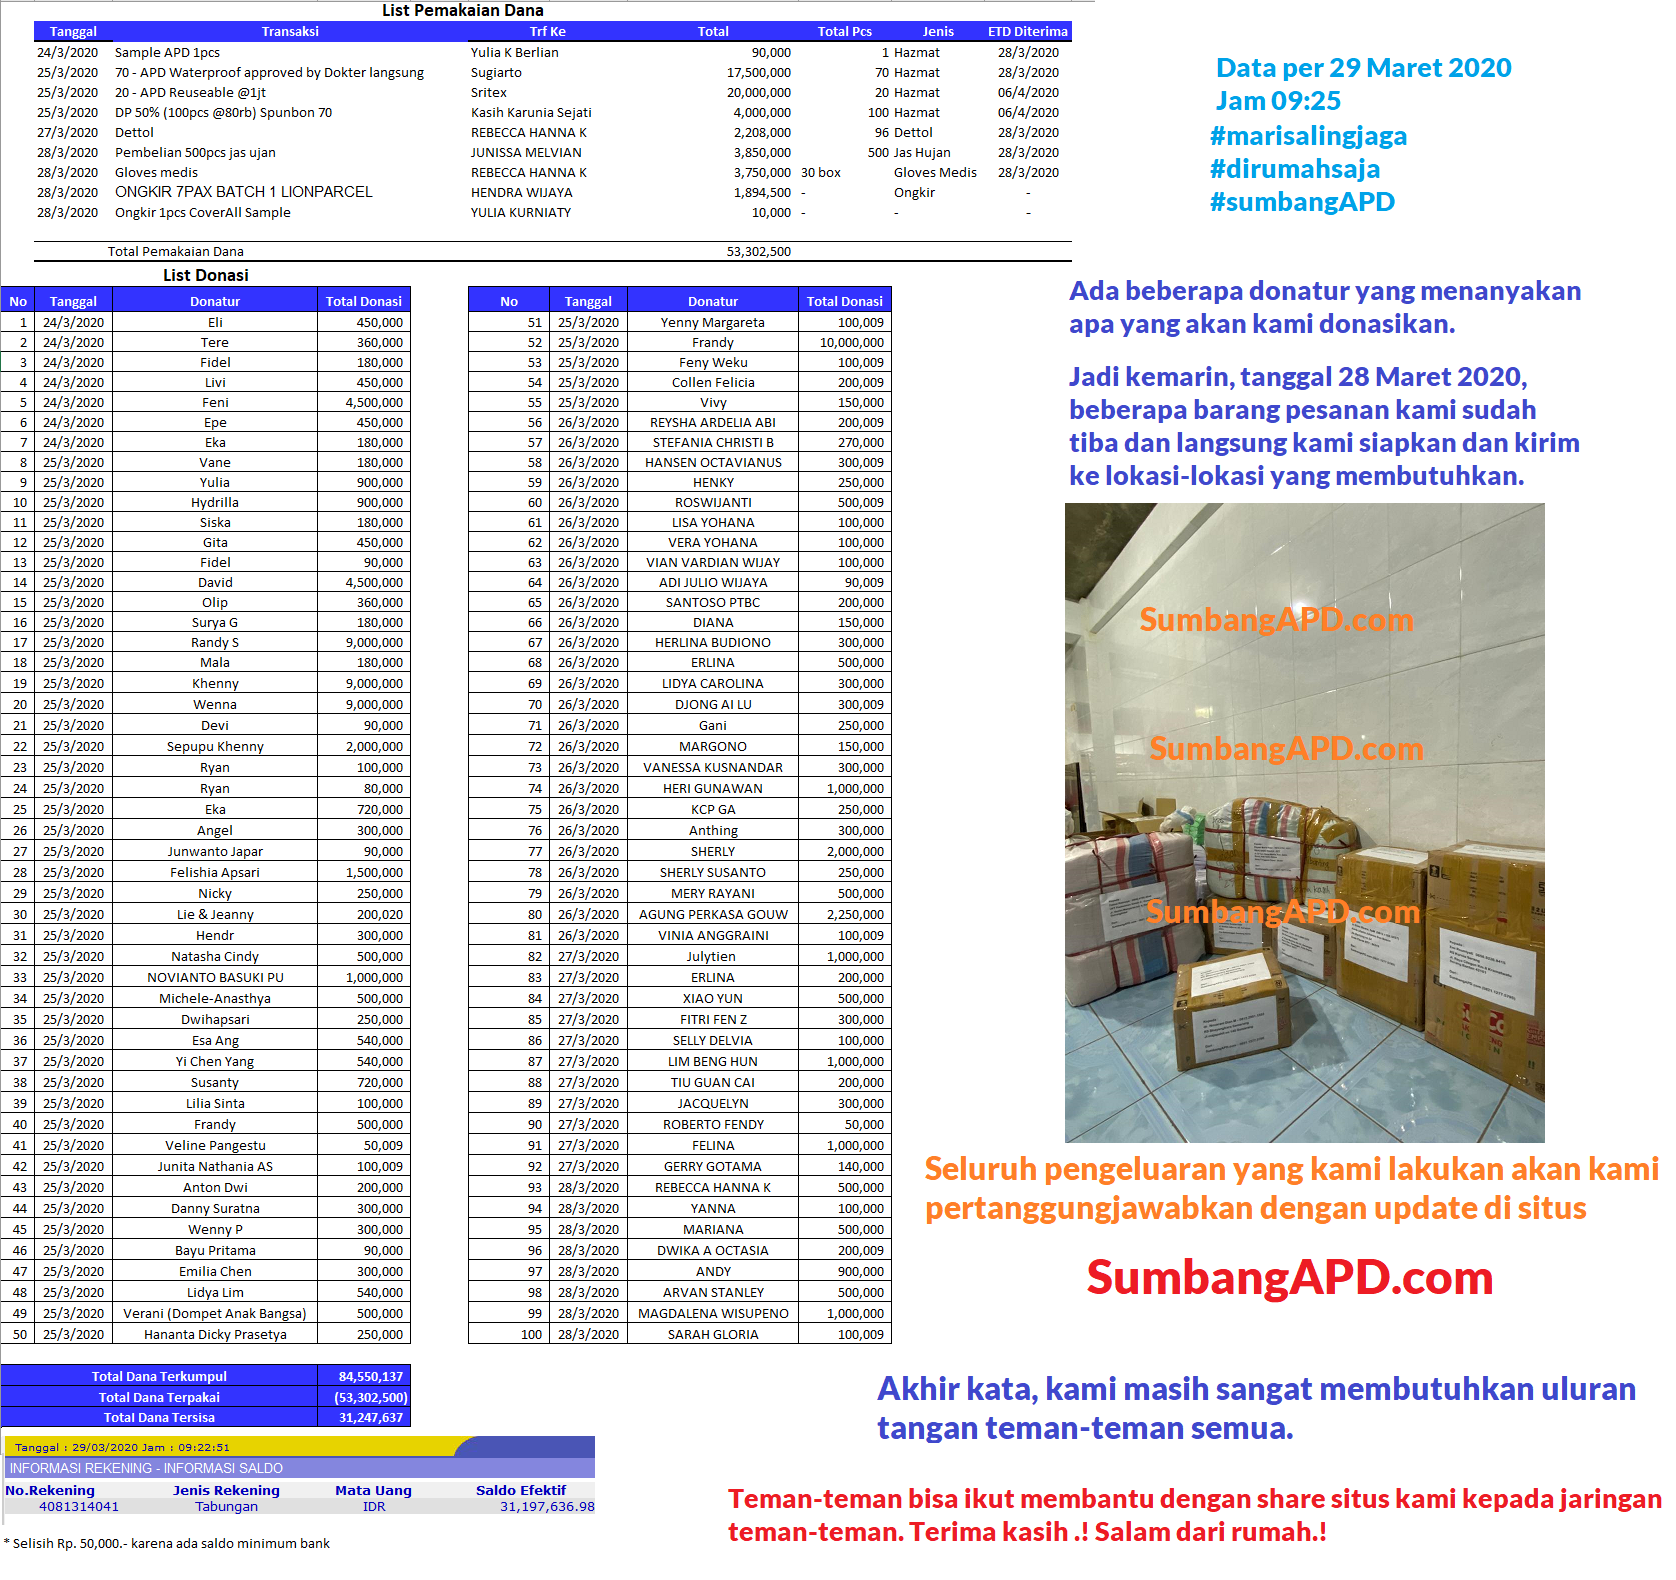 List Pemakaian Dana
Tanggal Transaksi Trf Ke Total Total Pcs Jenis ETD Diterima
24/3/2020 Sample APD 1pcs Yulia K Berlian 90,000 1 Hazmat 28/3/2020
25/3/2020 70 - APD Waterproof approved by Dokter langsung Sugiarto 17,500,000 70 Hazmat 28/3/2020
25/3/2020 20 - APD Reuseable @1jt Sritex 20,000,000 20 Hazmat 06/4/2020
25/3/2020 DP 50% (100pcs @80rb) Spunbon 70 Kasih Karunia Sejati 4,000,000 100 Hazmat 06/4/2020
27/3/2020 Dettol REBECCA HANNA K 2,208,000 96 Dettol 28/3/2020
28/3/2020 Pembelian 500pcs jas ujan JUNISSA MELVIAN 3,850,000 500 Jas Hujan 28/3/2020
28/3/2020 Gloves medis REBECCA HANNA K 3,750,000 30 box Gloves Medis 28/3/2020
28/3/2020 ONGKIR 7PAX BATCH 1 LIONPARCEL HENDRA WIJAYA 1,894,500 - Ongkir -
28/3/2020 Ongkir 1pcs CoverAll Sample YULIA KURNIATY 10,000 - - -
Total Pemakaian Dana 53,302,500
List Donasi
No Tanggal Donatur Total Donasi
1 24/3/2020 Eli 450,000
2 24/3/2020 Tere 360,000
3 24/3/2020 Fidel 180,000
4 24/3/2020 Livi 450,000
5 24/3/2020 Feni 4,500,000
6 24/3/2020 Epe 450,000
7 24/3/2020 Eka 180,000
8 25/3/2020 Vane 180,000
9 25/3/2020 Yulia 900,000
10 25/3/2020 Hydrilla 900,000
11 25/3/2020 Siska 180,000
12 25/3/2020 Gita 450,000
13 25/3/2020 Fidel 90,000
14 25/3/2020 David 4,500,000
15 25/3/2020 Olip 360,000
16 25/3/2020 Surya G 180,000
17 25/3/2020 Randy S 9,000,000
18 25/3/2020 Mala 180,000
19 25/3/2020 Khenny 9,000,000
20 25/3/2020 Wenna 9,000,000
21 25/3/2020 Devi 90,000
22 25/3/2020 Sepupu Khenny 2,000,000
23 25/3/2020 Ryan 100,000
24 25/3/2020 Ryan 80,000
25 25/3/2020 Eka 720,000
26 25/3/2020 Angel 300,000
27 25/3/2020 Junwanto Japar 90,000
28 25/3/2020 Felishia Apsari 1,500,000
29 25/3/2020 Nicky 250,000
30 25/3/2020 Lie & Jeanny 200,020
31 25/3/2020 Hendr 300,000
32 25/3/2020 Natasha Cindy 500,000
33 25/3/2020 NOVIANTO BASUKI PU 1,000,000
34 25/3/2020 Michele-Anasthya 500,000
35 25/3/2020 Dwihapsari 250,000
36 25/3/2020 Esa Ang 540,000
37 25/3/2020 Yi Chen Yang 540,000
38 25/3/2020 Susanty 720,000
39 25/3/2020 Lilia Sinta 100,000
40 25/3/2020 Frandy 500,000
41 25/3/2020 Veline Pangestu 50,009
42 25/3/2020 Junita Nathania AS 100,009
43 25/3/2020 Anton Dwi 200,000
44 25/3/2020 Danny Suratna 300,000
45 25/3/2020 Wenny P 300,000
46 25/3/2020 Bayu Pritama 90,000
47 25/3/2020 Emilia Chen 300,000
48 25/3/2020 Lidya Lim 540,000
49 25/3/2020 Verani (Dompet Anak Bangsa) 500,000
50 25/3/2020 Hananta Dicky Prasetya 250,000
No Tanggal Donatur Total Donasi
51 25/3/2020 Yenny Margareta 100,009
52 25/3/2020 Frandy 10,000,000
53 25/3/2020 Feny Weku 100,009
54 25/3/2020 Collen Felicia 200,009
55 25/3/2020 Vivy 150,000
56 26/3/2020 REYSHA ARDELIA ABI 200,009
57 26/3/2020 STEFANIA CHRISTI B 270,000
58 26/3/2020 HANSEN OCTAVIANUS 300,009
59 26/3/2020 HENKY 250,000
60 26/3/2020 ROSWIJANTI 500,009
61 26/3/2020 LISA YOHANA 100,000
62 26/3/2020 VERA YOHANA 100,000
63 26/3/2020 VIAN VARDIAN WIJAY 100,000
64 26/3/2020 ADI JULIO WIJAYA 90,009
65 26/3/2020 SANTOSO PTBC 200,000
66 26/3/2020 DIANA 150,000
67 26/3/2020 HERLINA BUDIONO 300,000
68 26/3/2020 ERLINA 500,000
69 26/3/2020 LIDYA CAROLINA 300,000
70 26/3/2020 DJONG AI LU 300,009
71 26/3/2020 Gani 250,000
72 26/3/2020 MARGONO 150,000
73 26/3/2020 VANESSA KUSNANDAR 300,000
74 26/3/2020 HERI GUNAWAN 1,000,000
75 26/3/2020 KCP GA 250,000
76 26/3/2020 Anthing 300,000
77 26/3/2020 SHERLY 2,000,000
78 26/3/2020 SHERLY SUSANTO 250,000
79 26/3/2020 MERY RAYANI 500,000
80 26/3/2020 AGUNG PERKASA GOUW 2,250,000
81 26/3/2020 VINIA ANGGRAINI 100,009
82 27/3/2020 Julytien 1,000,000
83 27/3/2020 ERLINA 200,000
84 27/3/2020 XIAO YUN 500,000
85 27/3/2020 FITRI FEN Z 300,000
86 27/3/2020 SELLY DELVIA 100,000
87 27/3/2020 LIM BENG HUN 1,000,000
88 27/3/2020 TIU GUAN CAI 200,000
89 27/3/2020 JACQUELYN 300,000
90 27/3/2020 ROBERTO FENDY 50,000
91 27/3/2020 FELINA 1,000,000
92 27/3/2020 GERRY GOTAMA 140,000
93 28/3/2020 REBECCA HANNA K 500,000
94 28/3/2020 YANNA 100,000
95 28/3/2020 MARIANA 500,000
96 28/3/2020 DWIKA A OCTASIA 200,009
97 28/3/2020 ANDY 900,000
98 28/3/2020 ARVAN STANLEY 500,000
99 28/3/2020 MAGDALENA WISUPENO 1,000,000
100 28/3/2020 SARAH GLORIA 100,009
Total Dana Terkumpul 84,550,137
Total Dana Terpakai (53,302,500)
Total Dana Tersisa 31,247,637
Tanggal : 29/03/2020 Jam : 09:22:51
INFORMASI REKENING - INFORMASI SALDO
No.Rekening Jenis Rekening Mata Uang Saldo Efektif
4081314041 Tabungan IDR 31,197,636.98
* Selisih Rp. 50,000.- karena ada saldo minimum bank
Data per 29 Maret 2020
Jam 09:25
#marisalingjaga
#dirumahsaja
#sumbangAPD
Ada beberapa donatur yang menanyakan
apa yang akan kami donasikan.
Jadi kemarin, tanggal 28 Maret 2020,
beberapa barang pesanan kami sudah
tiba dan langsung kami siapkan dan kirim
ke lokasi-lokasi yang membutuhkan.
SumbangAPD.com
SumbangAPD.com
SumbangAPD.com
Seluruh pengeluaran yang kami lakukan akan kami
pertanggungjawabkan dengan update di situs
SumbangAPD.com
Akhir kata, kami masih sangat membutuhkan uluran
tangan teman-teman semua.
Teman-teman bisa ikut membantu dengan share situs kami kepada jaringan
teman-teman. Terima kasih .! Salam dari rumah.!